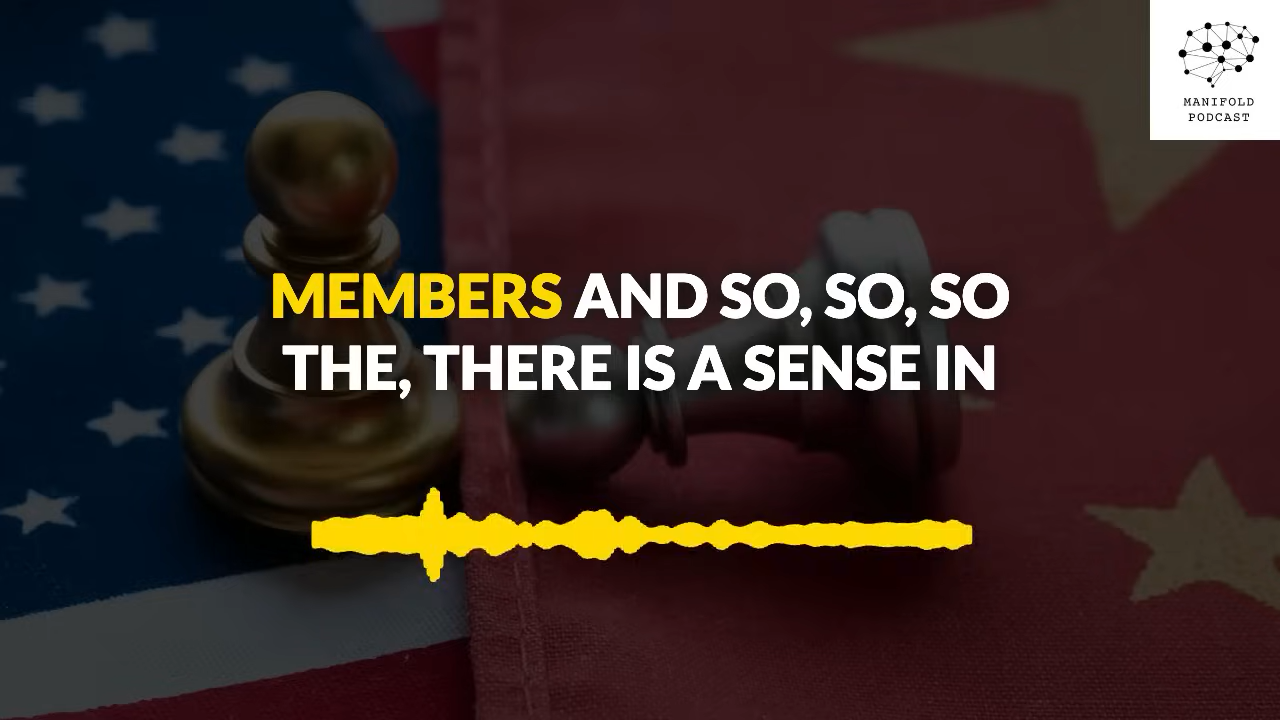 MANIFOLD
PODCAST
MEMBERS AND SO, SO, SO
THE, THERE IS A SENSE IN